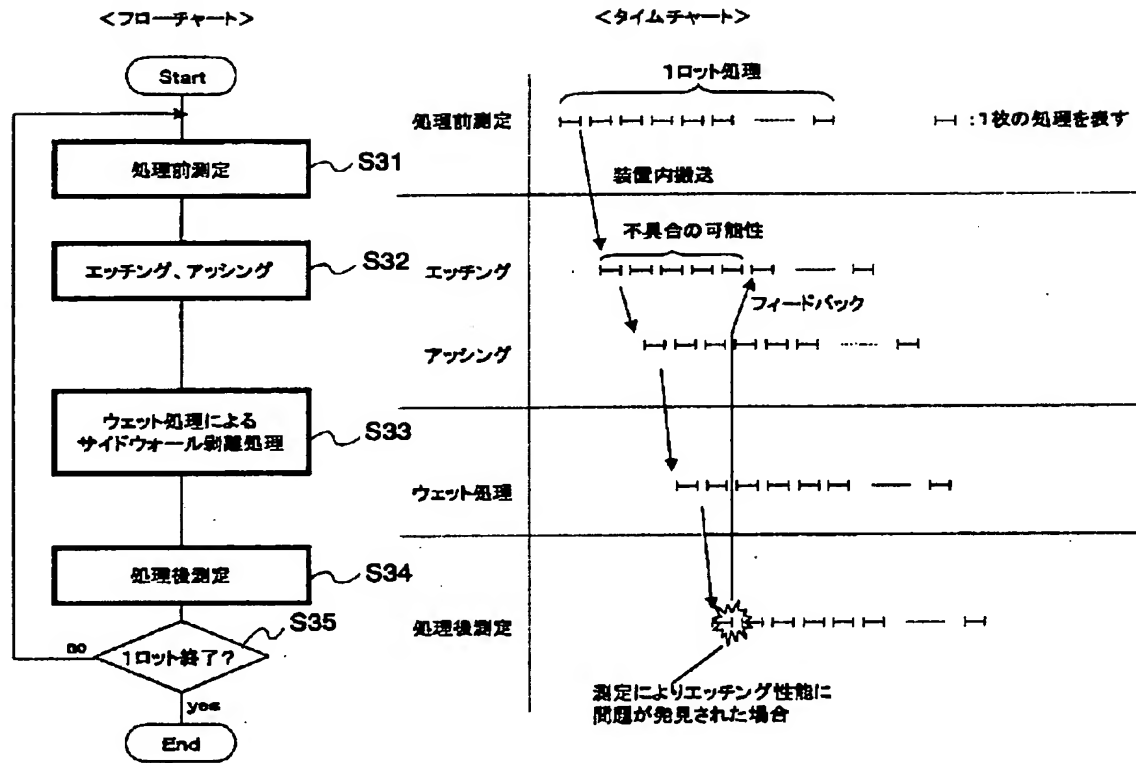 <フローチャート>
Start
処理前測定
S31
エッチング、アッシング
S32
ウェット処理による
サイドウォール剥離処理
S33
処理後測定
S34
1ロット終了?
S35
no
yes
End
<タイムチャート>
1ロット処理
処理前測定
:1枚の処理を表す
装置内搬送
不具合の可能性
エッチング
フィードバック
アッシング
ウェット処理
処理後測定
測定によりエッチング性能に
問題が発見された場合